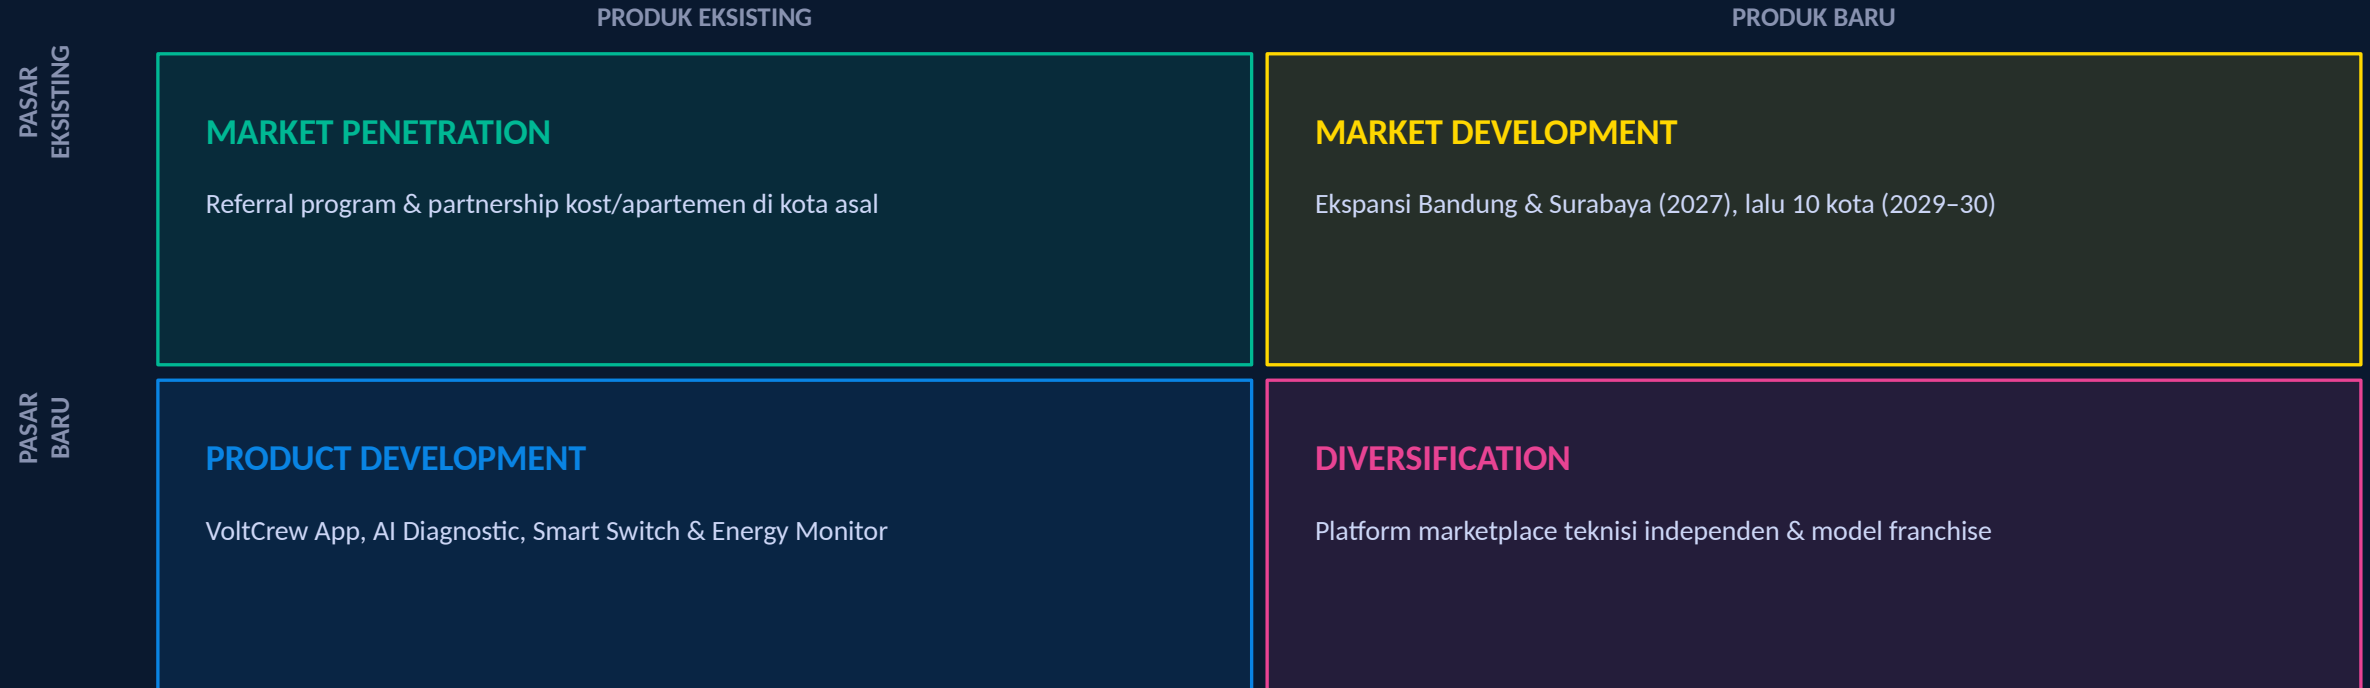 PRODUK EKSISTING
PRODUK BARU
PASAR
EKSISTING
MARKET PENETRATION
Referral program & partnership kost/apartemen di kota asal
MARKET DEVELOPMENT
Ekspansi Bandung & Surabaya (2027), lalu 10 kota (2029–30)
PASAR
BARU
PRODUCT DEVELOPMENT
VoltCrew App, AI Diagnostic, Smart Switch & Energy Monitor
DIVERSIFICATION
Platform marketplace teknisi independen & model franchise